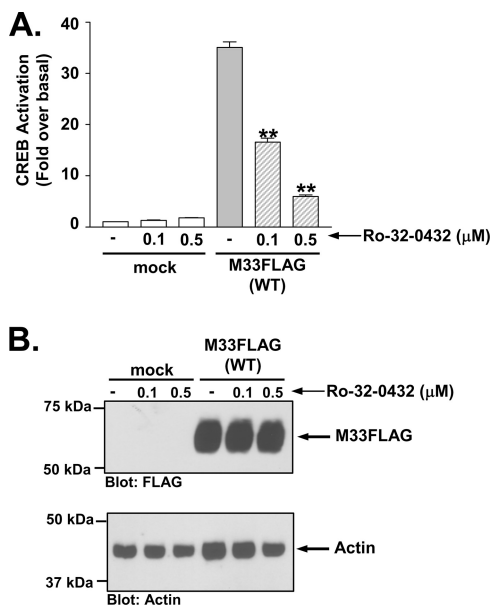 A.
CREB Activation
(Fold over basal)
40
30
20
10
0
**
**
- 0.1 0.5 - 0.1 0.5 Ro-32-0432 (μM)
mock M33FLAG
(WT)
B.
M33FLAG
mock (WT)
- 0.1 0.5 - 0.1 0.5 Ro-32-0432 (μM)
75 kDa
M33FLAG
50 kDa
Blot: FLAG
50 kDa
Actin
37 kDa
Blot: Actin